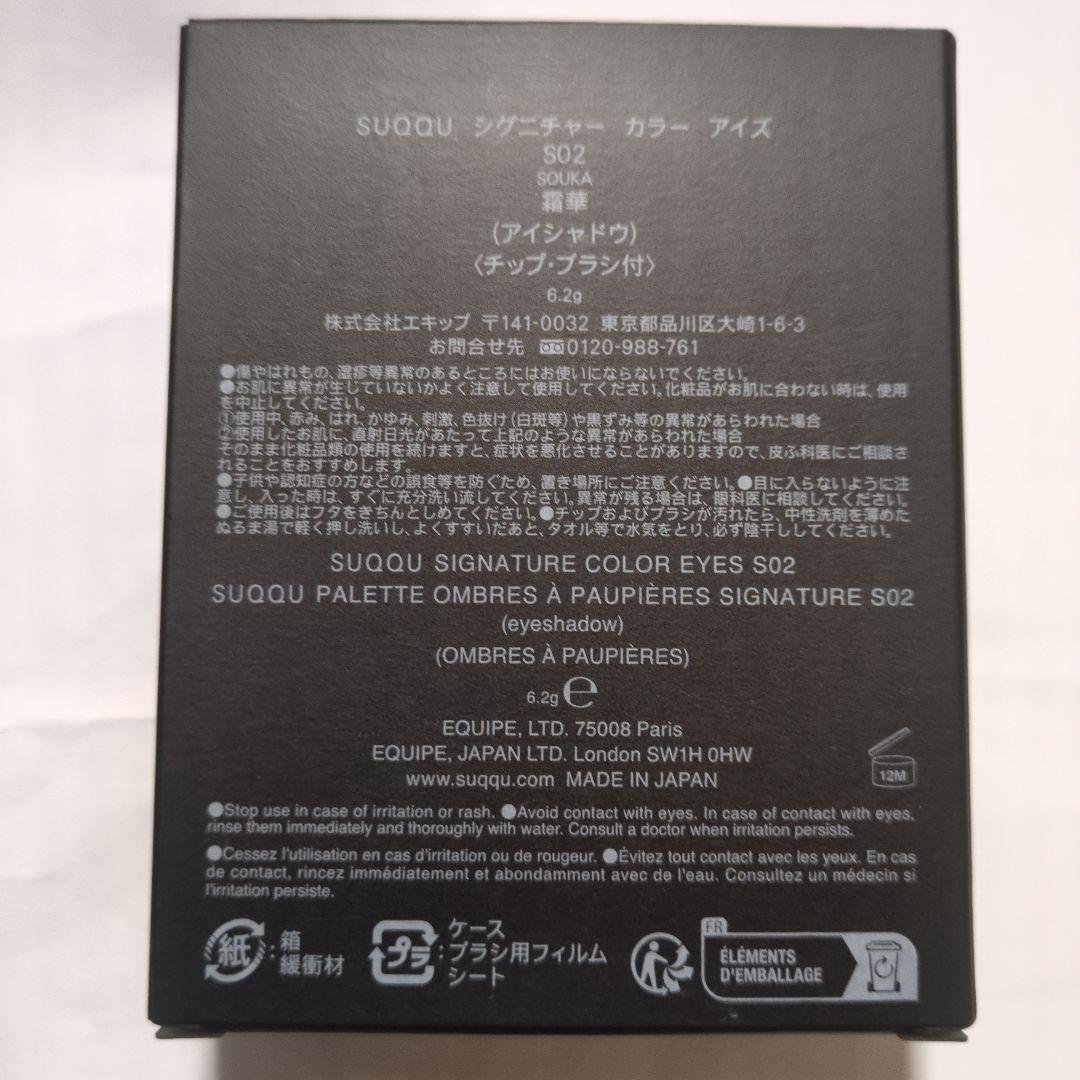 SUQQU シグニチャー カラー アイズ
S02
SOUKA
霜華
(アイシャドウ)
〈チップ・ブラシ付〉
6.2g
株式会社エキップ 〒141-0032 東京都品川区大崎1-6-3
お問合せ先 0120-988-761
●傷やはれもの、湿疹等異常のあるところにはお使いにならないでください。
●お肌に異常が生じていないかよく注意して使用してください。化粧品がお肌に合わない時は、使用
を中止してください。
①使用中、赤み、はれ、かゆみ、刺激、色抜け(白斑等)や黒ずみ等の異常があらわれた場合
②使用したお肌に、直射日光があたって上記のような異常があらわれた場合
そのまま化粧品類の使用を続けますと、症状を悪化させることがありますので、皮ふ科医にご相談さ
れることをおすすめします。
●子供や認知症の方などの誤食等を防ぐため、置き場所にご注意ください。●目に入らないように注
意し、入った時は、すぐに充分洗い流してください。異常が残る場合は、眼科医に相談してください。
●ご使用後はフタをきちんとしめてください。●チップおよびブラシが汚れたら、中性洗剤を薄めた
ぬるま湯で軽く押し洗いし、よくすすいだあと、タオル等で水気をとり、必ず陰干ししてください。
SUQQU SIGNATURE COLOR EYES S02
SUQQU PALETTE OMBRES À PAUPIÈRES SIGNATURE S02
(eyeshadow)
(OMBRES À PAUPIÈRES)
6.2g ℮
EQUIPE, LTD. 75008 Paris
EQUIPE, JAPAN LTD. London SW1H 0HW
www.suqqu.com MADE IN JAPAN
12M
●Stop use in case of irritation or rash. ●Avoid contact with eyes. In case of contact with eyes,
rinse them immediately and thoroughly with water. Consult a doctor when irritation persists.
●Cessez l'utilisation en cas d'irritation ou de rougeur. ●Évitez tout contact avec les yeux. En cas
de contact, rincez immédiatement et abondamment avec de l'eau. Consultez un médecin si
l'irritation persiste.
紙:箱
緩衝材
プラ:ケース
ブラシ用フィルム
シート
FR
ÉLÉMENTS
D'EMBALLAGE